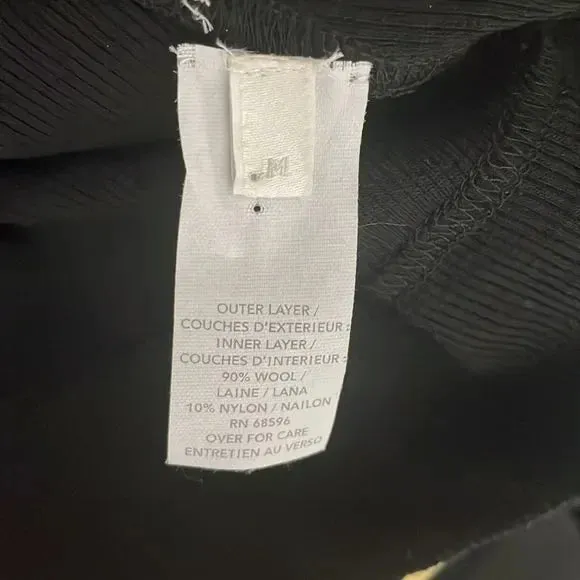 M
OUTER LAYER /
COUCHES D'EXTERIEUR :
INNER LAYER /
COUCHES D'INTERIEUR :
90% WOOL /
LAINE / LANA
10% NYLON / NAILON
RN 68596
OVER FOR CARE
ENTRETIEN AU VERSO